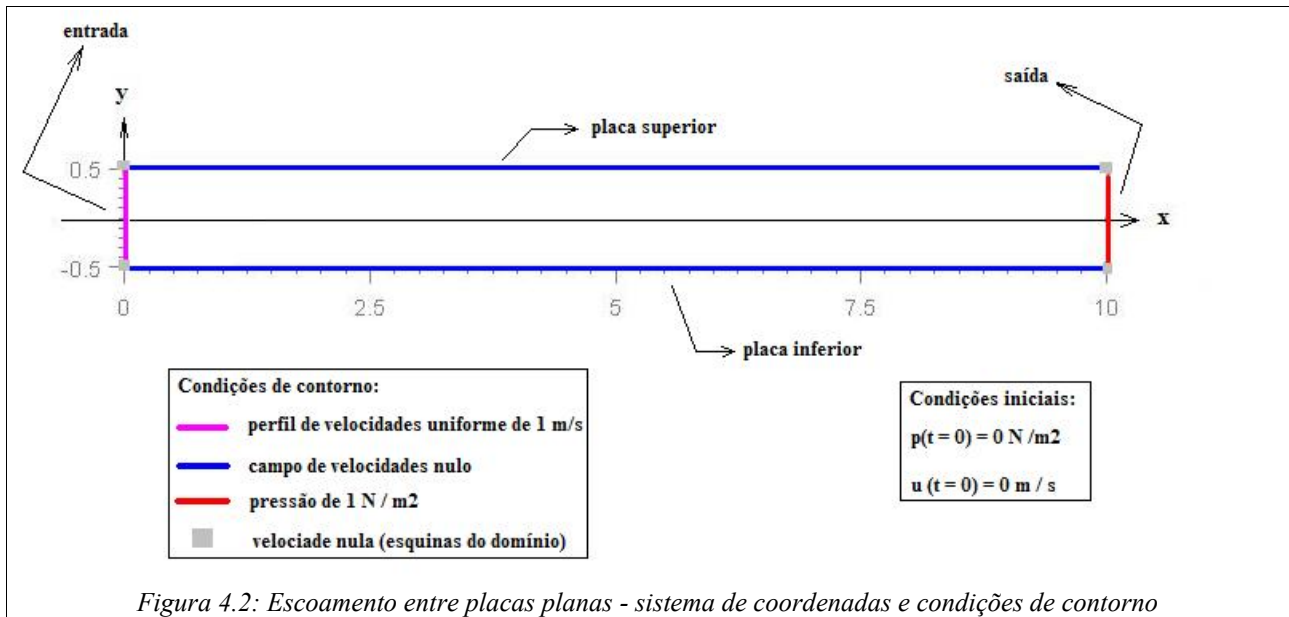 entrada
saída
y
placa superior
0.5
x
-0.5
0
2.5
5
7.5
10
placa inferior
Condições de contorno:
perfil de velocidades uniforme de 1 m/s
campo de velocidades nulo
pressão de 1 N / m2
velociade nula (esquinas do domínio)
Condições iniciais:
p(t = 0) = 0 N /m2
u (t = 0) = 0 m / s
Figura 4.2: Escoamento entre placas planas - sistema de coordenadas e condições de contorno